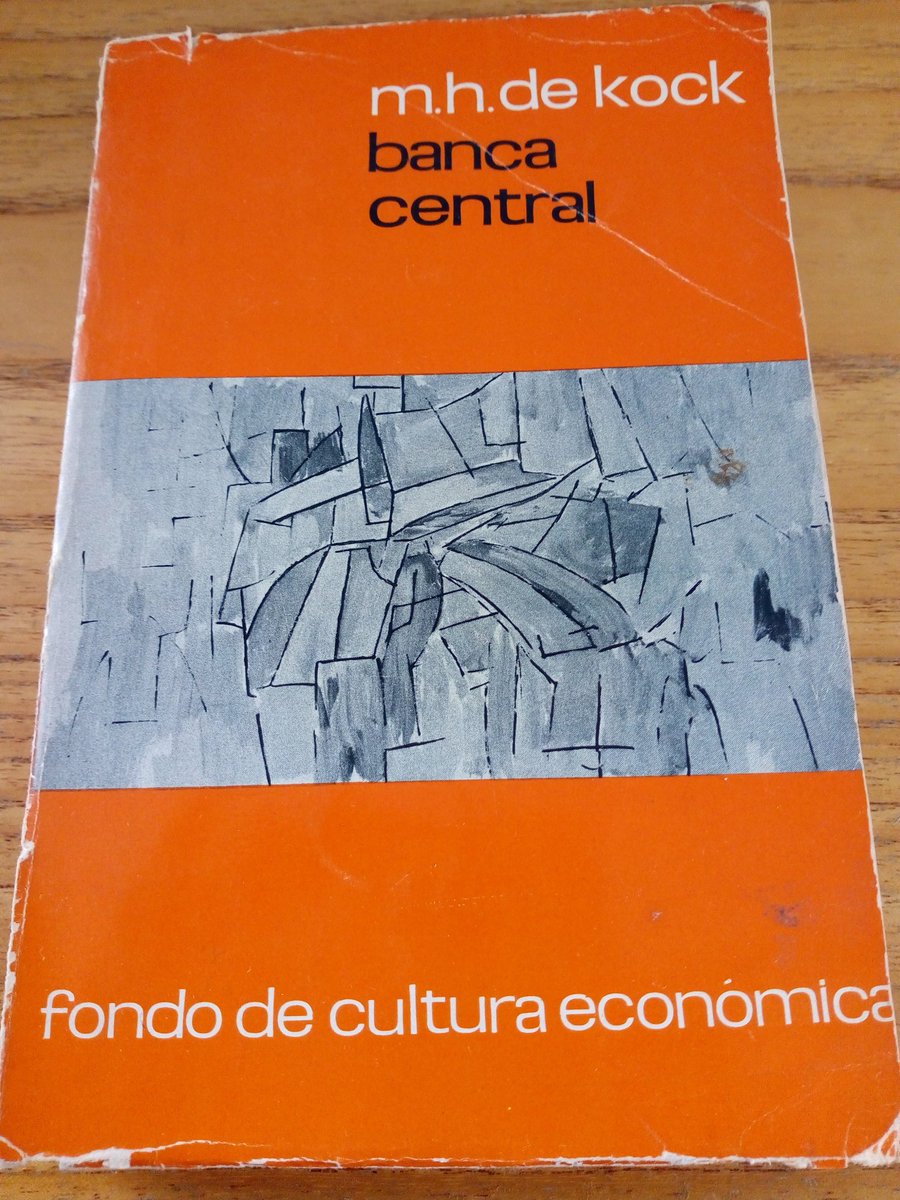 m.h.de kock
banca
central
fondo de cultura económica